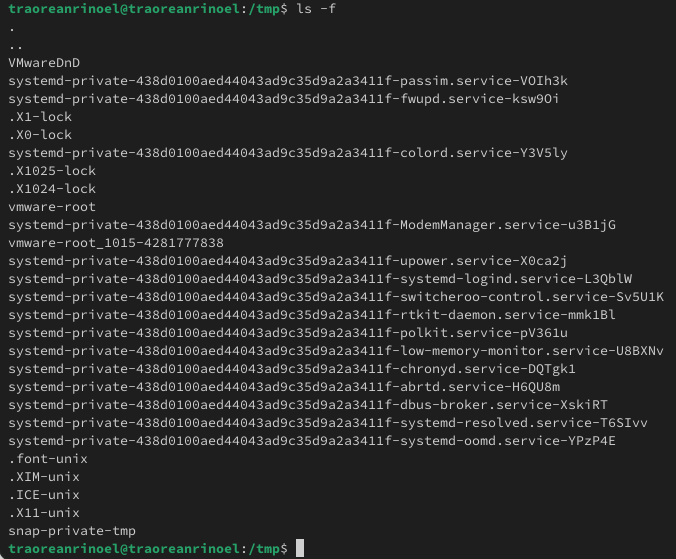 traoreanrinoel@traoreanrinoel:/tmp$ ls -f
.
..
VMwareDnD
systemd-private-438d0100aed44043ad9c35d9a2a3411f-passim.service-VOIh3k
systemd-private-438d0100aed44043ad9c35d9a2a3411f-fwupd.service-ksw9Oi
.X1-lock
.X0-lock
systemd-private-438d0100aed44043ad9c35d9a2a3411f-colord.service-Y3V5ly
.X1025-lock
.X1024-lock
vmware-root
systemd-private-438d0100aed44043ad9c35d9a2a3411f-ModemManager.service-u3B1jG
vmware-root_1015-4281777838
systemd-private-438d0100aed44043ad9c35d9a2a3411f-upower.service-X0ca2j
systemd-private-438d0100aed44043ad9c35d9a2a3411f-systemd-logind.service-L3QblW
systemd-private-438d0100aed44043ad9c35d9a2a3411f-switcheroo-control.service-Sv5U1K
systemd-private-438d0100aed44043ad9c35d9a2a3411f-rtkit-daemon.service-mmk1Bl
systemd-private-438d0100aed44043ad9c35d9a2a3411f-polkit.service-pV361u
systemd-private-438d0100aed44043ad9c35d9a2a3411f-low-memory-monitor.service-U8BXNv
systemd-private-438d0100aed44043ad9c35d9a2a3411f-chronyd.service-DQTgk1
systemd-private-438d0100aed44043ad9c35d9a2a3411f-abrtd.service-H6QU8m
systemd-private-438d0100aed44043ad9c35d9a2a3411f-dbus-broker.service-XskiRT
systemd-private-438d0100aed44043ad9c35d9a2a3411f-systemd-resolved.service-T6SIvv
systemd-private-438d0100aed44043ad9c35d9a2a3411f-systemd-oomd.service-YPzP4E
.font-unix
.XIM-unix
.ICE-unix
.X11-unix
snap-private-tmp
traoreanrinoel@traoreanrinoel:/tmp$